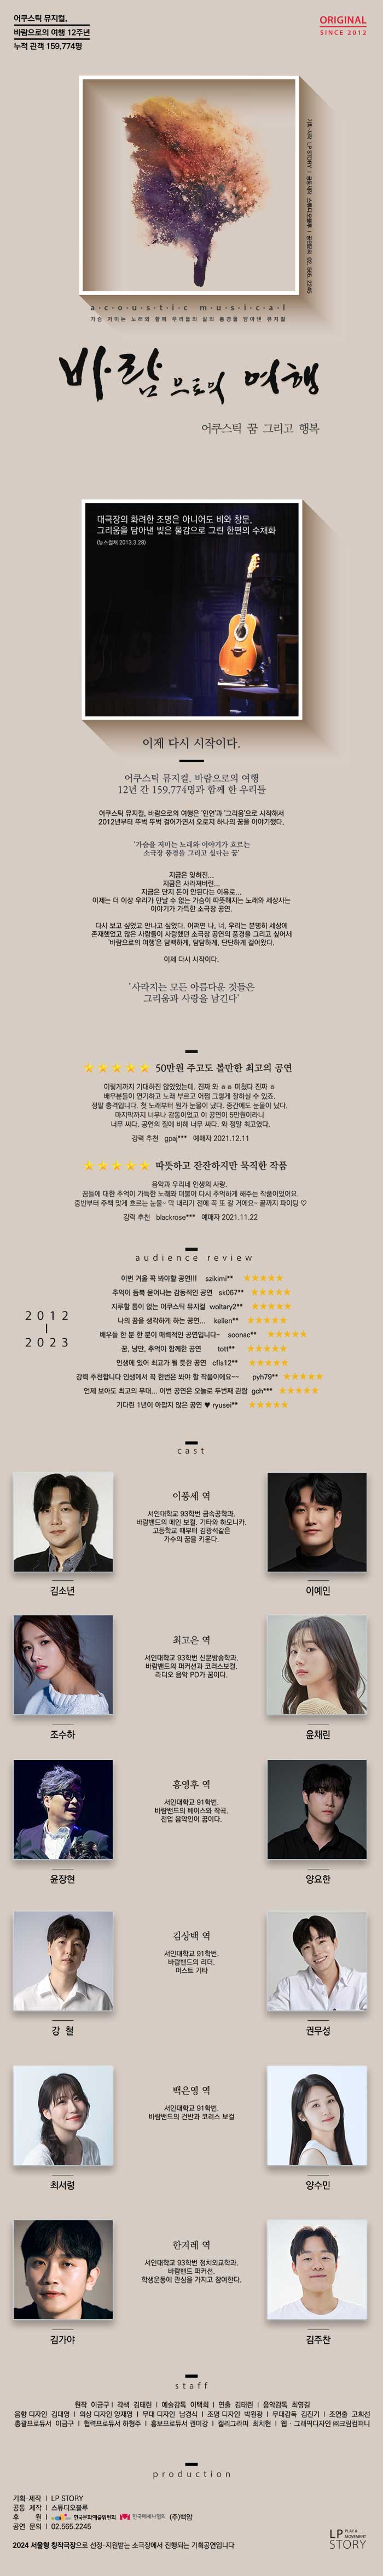 어쿠스틱 뮤지컬,
바람으로의 여행 12주년
누적 관객 159,774명
ORIGINAL
SINCE 2012
기획·제작 LP STORY | 공동제작 스튜디오블루 | 공연문의 02. 565. 2245
a·c·o·u·s·t·i·c m·u·s·i·c·a·l
가슴 저미는 노래와 함께 우리들의 삶의 풍경을 담아낸 뮤지컬
바람으로의 여행
어쿠스틱 꿈 그리고 행복
대극장의 화려한 조명은 아니어도 비와 창문,
그리움을 담아낸 빛은 물감으로 그린 한편의 수채화
(뉴스컬쳐 2013.3.28)
이제 다시 시작이다.
어쿠스틱 뮤지컬, 바람으로의 여행
12년 간 159,774명과 함께 한 우리들
어쿠스틱 뮤지컬, 바람으로의 여행은 '인연'과 '그리움'으로 시작해서
2012년부터 뚜벅 뚜벅 걸어가면서 오로지 하나의 꿈을 이야기했다.
'가슴을 저미는 노래와 이야기가 흐르는
소극장 풍경을 그리고 싶다는 꿈'
지금은 잊혀진...
지금은 사라져버린...
지금은 단지 돈이 안된다는 이유로...
이제는 더 이상 우리가 만날 수 없는 가슴이 따뜻해지는 노래와 세상사는
이야기가 가득한 소극장 공연.
다시 보고 싶었고 만나고 싶었다. 어쩌면 나, 너, 우리는 분명히 세상에
존재했었고 많은 사람들이 사랑했던 소극장 공연의 풍경을 그리고 싶어서
'바람으로의 여행'은 담백하게, 담담하게, 단단하게 걸어왔다.
이제 다시 시작이다.
'사라지는 모든 아름다운 것들은
그리움과 사랑을 남긴다'
50만원 주고도 볼만한 최고의 공연
이렇게까지 기대하진 않았었는데. 진짜 와 ㅎㅎ 미쳤다 진짜 ㅎ
배우분들이 연기하고 노래 부르고 어쩜 그렇게 잘하실 수 있죠.
정말 충격입니다. 첫 노래부터 뭔가 눈물이 났다. 중간에도 눈물이 났다.
마지막까지 너무나 감동이었고 이 공연이 5만원이라니
너무 싸다. 공연의 질에 비해 너무 싸다. 와 정말 최고였다.
강력 추천 gpaj*** 예매자 2021.12.11
따뜻하고 잔잔하지만 묵직한 작품
음악과 우리네 인생의 사랑.
꿈들에 대한 추억이 가득한 노래와 더불어 다시 추억하게 해주는 작품이었어요.
중반부터 주책 맞게 흐르는 눈물~ 막 내리기 전에 꼭 또 갈 거에요~ 끝까지 파이팅 ♡
강력 추천 blackrose*** 예매자 2021.11.22
audience review
2012
|
2023
이번 겨울 꼭 봐야할 공연!!! szikimi**
추억이 듬뿍 묻어나는 감동적인 공연 sk067**
지루할 틈이 없는 어쿠스틱 뮤지컬 woltary2**
나의 꿈을 생각하게 하는 공연... kellen**
배우들 한 분 한 분이 매력적인 공연입니다~ soonac**
꿈, 낭만, 추억이 함께한 공연 tott**
인생에 있어 최고가 될 듯한 공연 cfls12**
강력 추천합니다 인생에서 꼭 한번은 봐야 할 작품이에요~~ pyh79**
언제 보아도 최고의 무대... 이번 공연은 오늘로 두번째 관람 gch***
기다린 1년이 아깝지 않은 공연 ♥ ryusei**
cast
이풍세 역
서인대학교 93학번 금속공학과.
바람밴드의 메인 보컬. 기타와 하모니카.
고등학교 때부터 김광석같은
가수의 꿈을 키운다.
김소년
이예인
최고은 역
서인대학교 93학번 신문방송학과.
바람밴드의 퍼커션과 코러스보컬.
라디오 음악 PD가 꿈이다.
조수하
윤채린
홍영후 역
서인대학교 91학번.
바람밴드의 베이스와 작곡.
전업 음악인이 꿈이다.
윤장현
양요한
김상백 역
서인대학교 91학번.
바람밴드의 리더.
퍼스트 기타
강 철
권무성
백은영 역
서인대학교 91학번.
바람밴드의 건반과 코러스 보컬
최서령
양수민
한겨레 역
서인대학교 93학번 정치외교학과.
바람밴드 퍼커션.
학생운동에 관심을 가지고 참여한다.
김가야
김주찬
staff
원작 이금구 | 각색 김태린 | 예술감독 이택희 | 연출 김태린 | 음악감독 최영길
음향 디자인 김대영 | 의상 디자인 양재영 | 무대 디자인 남경식 | 조명 디자인 박원광 | 무대감독 김진기 | 조연출 고희선
총괄프로듀서 이금구 | 협력프로듀서 하형주 | 홍보프로듀서 권미강 | 캘리그라피 최치현 | 웹·그래픽디자인 ㈜크림컴퍼니
production
기획·제작 | LP STORY
공동 제작 | 스튜디오블루
후 원 | 한국문화예술위원회 한국메세나협회 (주)백암
공연 문의 | 02.565.2245
2024 서울형 창작극장으로 선정·지원받는 소극장에서 진행되는 기획공연입니다
LP PLAY & MOVEMENT
STORY